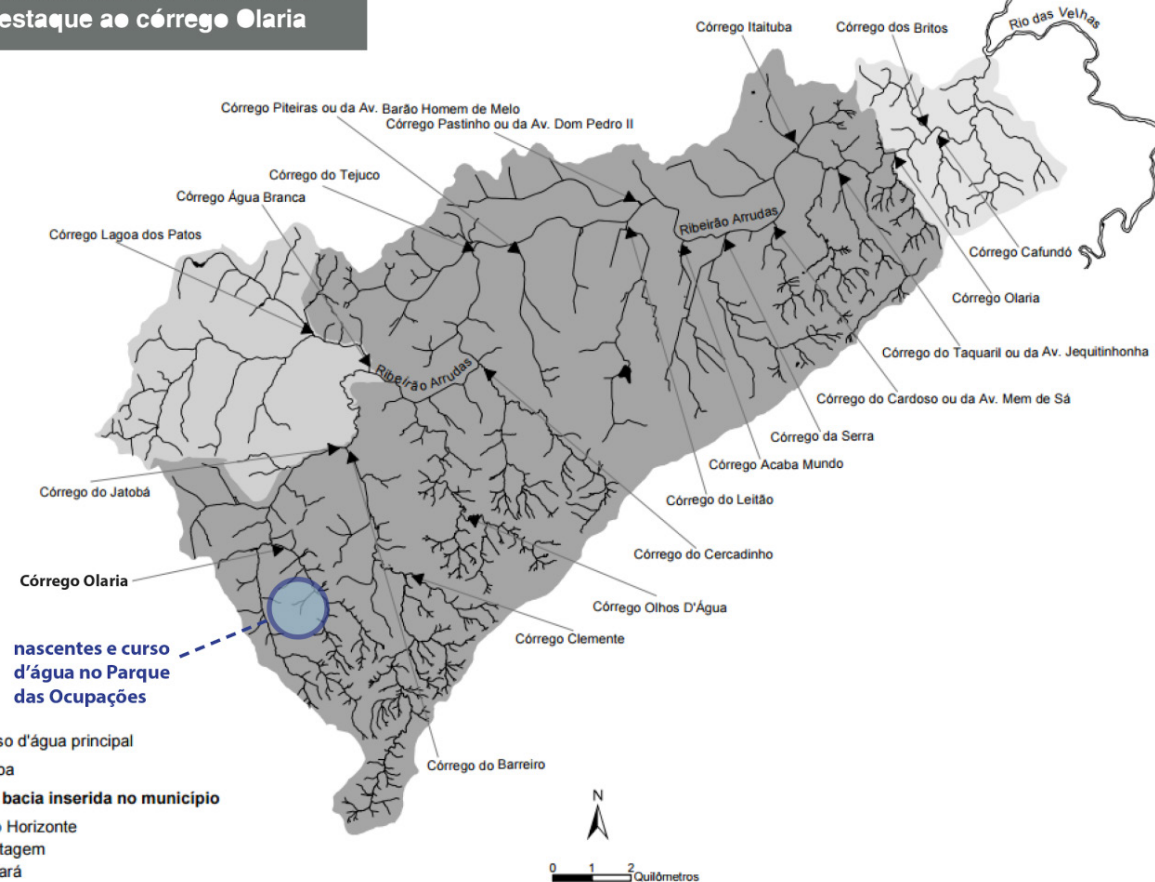 estaque ao córrego Olaria
Rio das Velhas
Córrego Itaituba
Córrego dos Britos
Córrego Piteiras ou da Av. Barão Homem de Melo
Córrego Pastinho ou da Av. Dom Pedro II
Córrego do Tejuco
Córrego Água Branca
Córrego Lagoa dos Patos
Ribeirão Arrudas
Córrego Cafundó
Córrego Olaria
Córrego do Taquaril ou da Av. Jequitinhonha
Ribeirão Arrudas
Córrego do Cardoso ou da Av. Mem de Sá
Córrego da Serra
Córrego Acaba Mundo
Córrego do Jatobá
Córrego do Leitão
Córrego do Cercadinho
Córrego Olaria
Córrego Olhos D'Água
Córrego Clemente
nascentes e curso
d'água no Parque
das Ocupações
so d'água principal
Córrego do Barreiro
pa
bacia inserida no município
N
o Horizonte
tagem
ará
0 1 2
Quilômetros